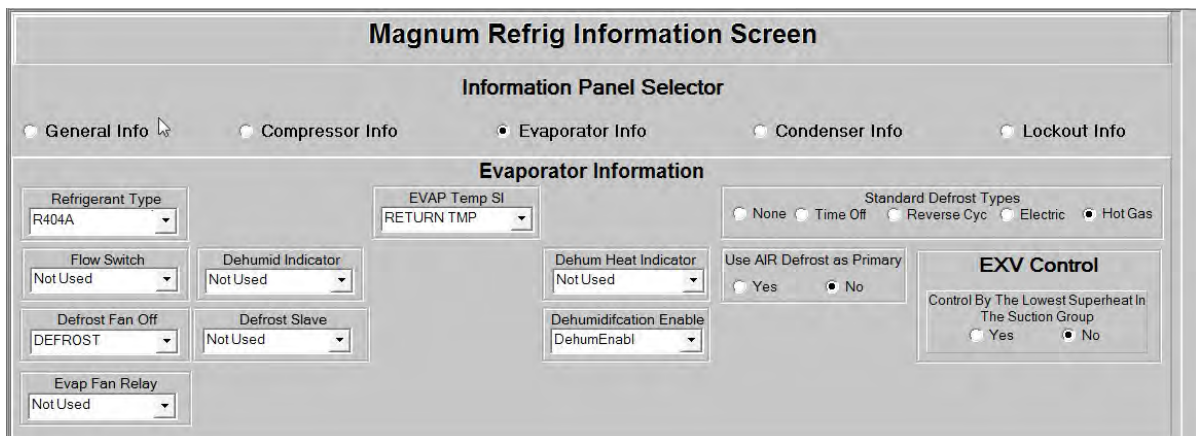 Magnum Refrig Information Screen
Information Panel Selector
General Info
Compressor Info
Evaporator Info
Condenser Info
Lockout Info
Evaporator Information
Refrigerant Type
R404A
EVAP Temp SI
RETURN TMP
Standard Defrost Types
None Time Off Reverse Cyc Electric Hot Gas
Flow Switch
Not Used
Dehumid Indicator
Not Used
Dehum Heat Indicator
Not Used
Use AIR Defrost as Primary
Yes No
EXV Control
Control By The Lowest Superheat In
The Suction Group
Yes No
Defrost Fan Off
DEFROST
Defrost Slave
Not Used
Dehumidifcation Enable
DehumEnabl
Evap Fan Relay
Not Used